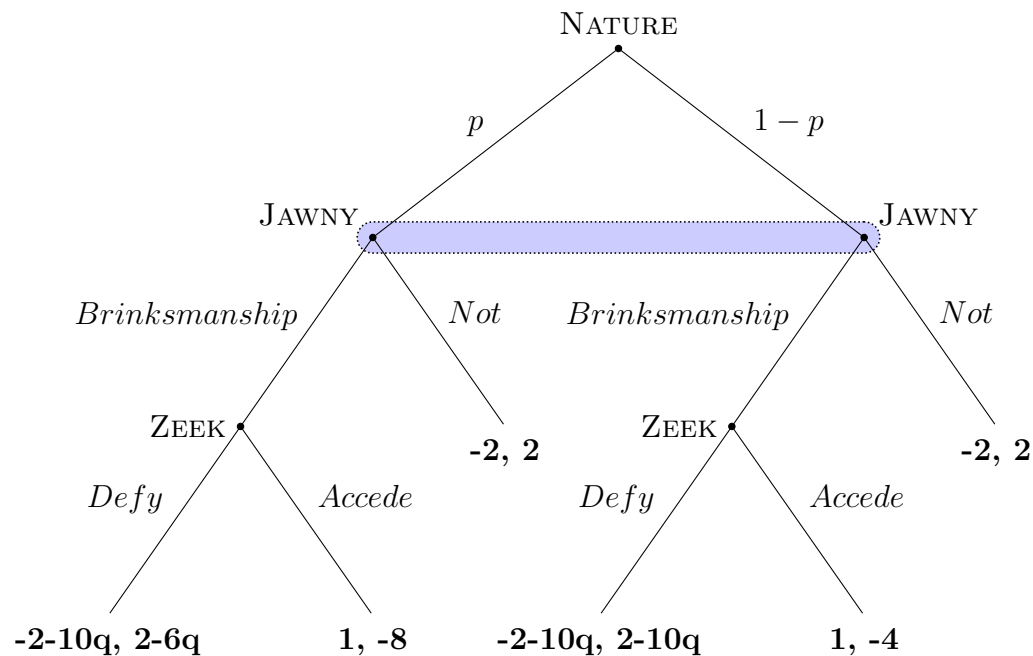 NATURE
p
1 − p
JAWNY
JAWNY
Brinksmanship
Not
Brinksmanship
Not
ZEEK
-2, 2
ZEEK
-2, 2
Defy
Accede
Defy
Accede
-2-10q, 2-6q
1, -8
-2-10q, 2-10q
1, -4